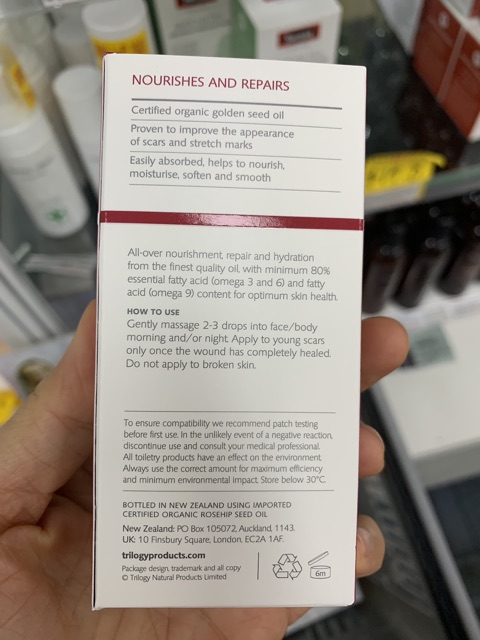 NOURISHES AND REPAIRS
Certified organic golden seed oil
Proven to improve the appearance
of scars and stretch marks
Easily absorbed, helps to nourish,
moisturise, soften and smooth
All-over nourishment, repair and hydration
from the finest quality oil, with minimum 80%
essential fatty acid (omega 3 and 6) and fatty
acid (omega 9) content for optimum skin health.
HOW TO USE
Gently massage 2-3 drops into face/body
morning and/or night. Apply to young scars
only once the wound has completely healed.
Do not apply to broken skin.
To ensure compatibility we recommend patch testing
before first use. In the unlikely event of a negative reaction,
discontinue use and consult your medical professional.
All toiletry products have an effect on the environment.
Always use the correct amount for maximum efficiency
and minimum environmental impact. Store below 30°C.
BOTTLED IN NEW ZEALAND USING IMPORTED
CERTIFIED ORGANIC ROSEHIP SEED OIL
New Zealand: PO Box 105072, Auckland, 1143.
UK: 10 Finsbury Square, London, EC2A 1AF.
trilogyproducts.com
Package design, trademark and all copy
© Trilogy Natural Products Limited
6m